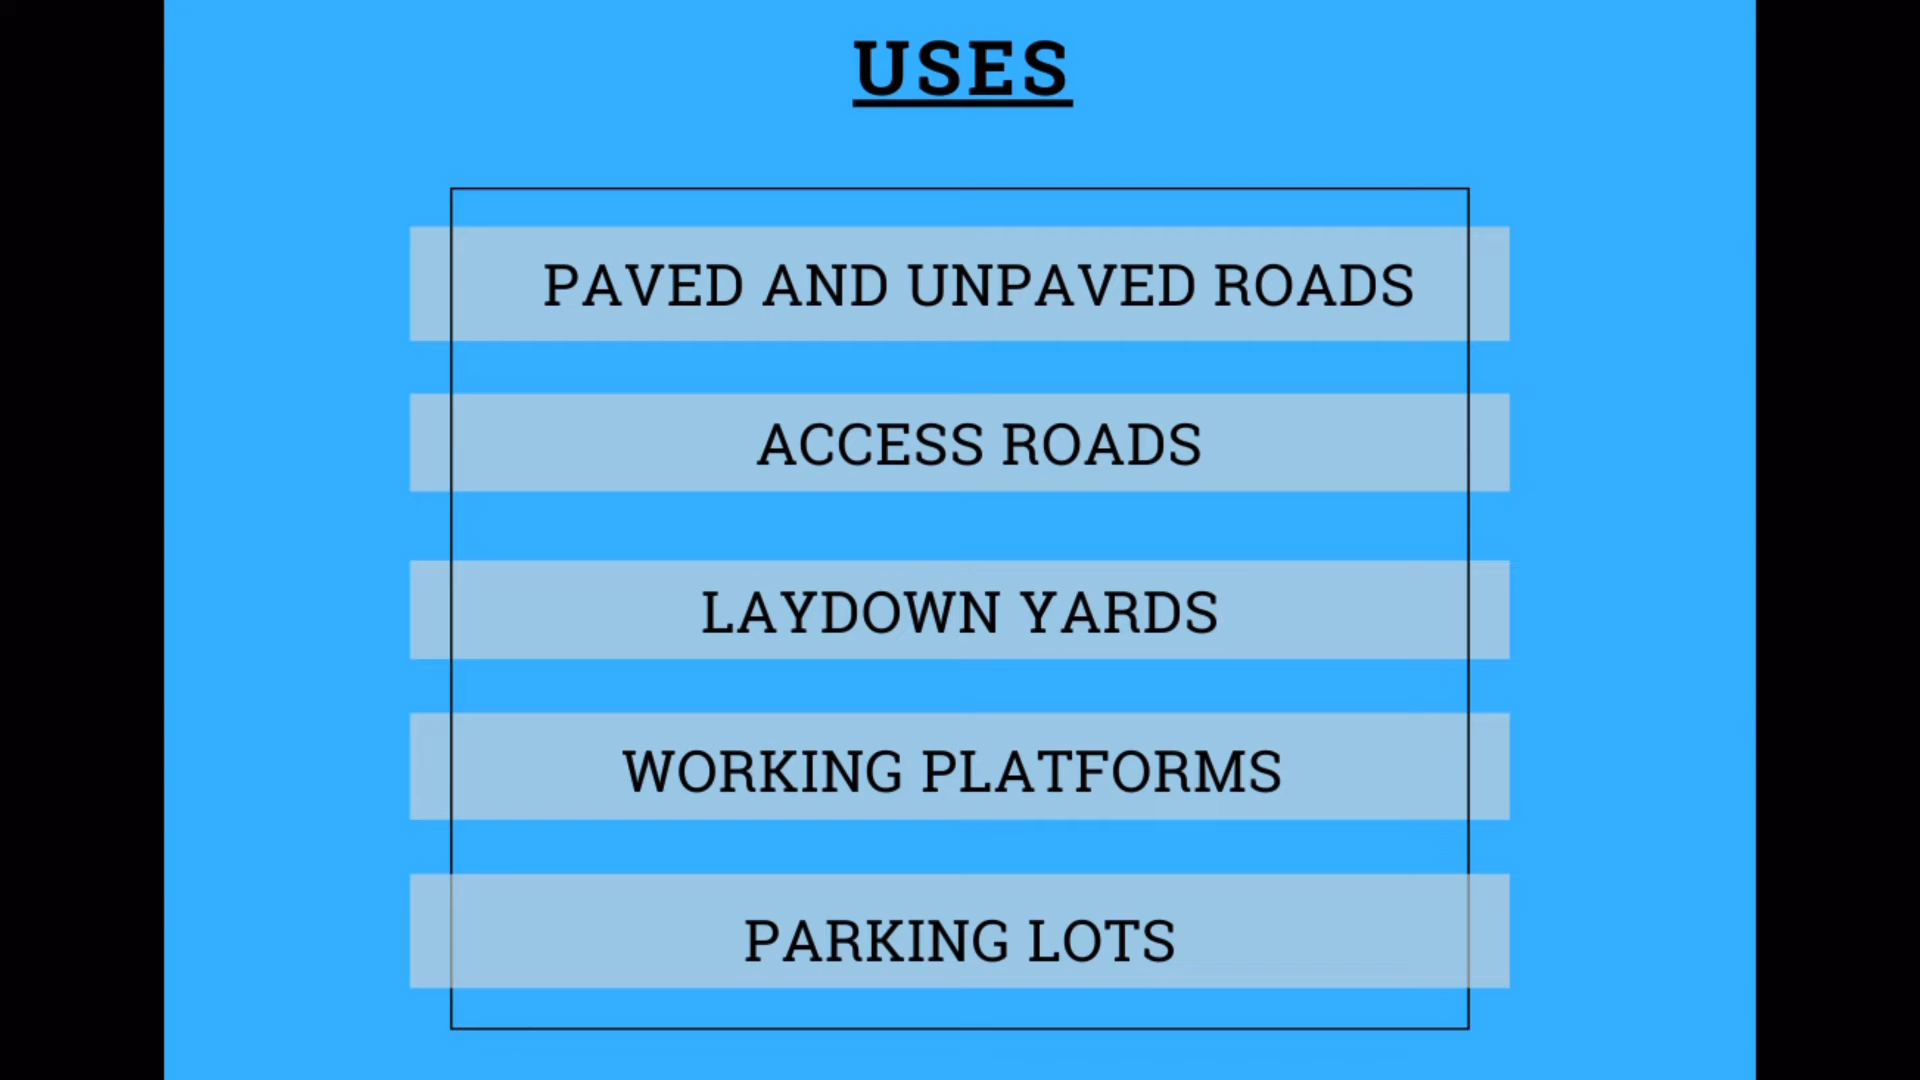 USES
PAVED AND UNPAVED ROADS
ACCESS ROADS
LAYDOWN YARDS
WORKING PLATFORMS
PARKING LOTS